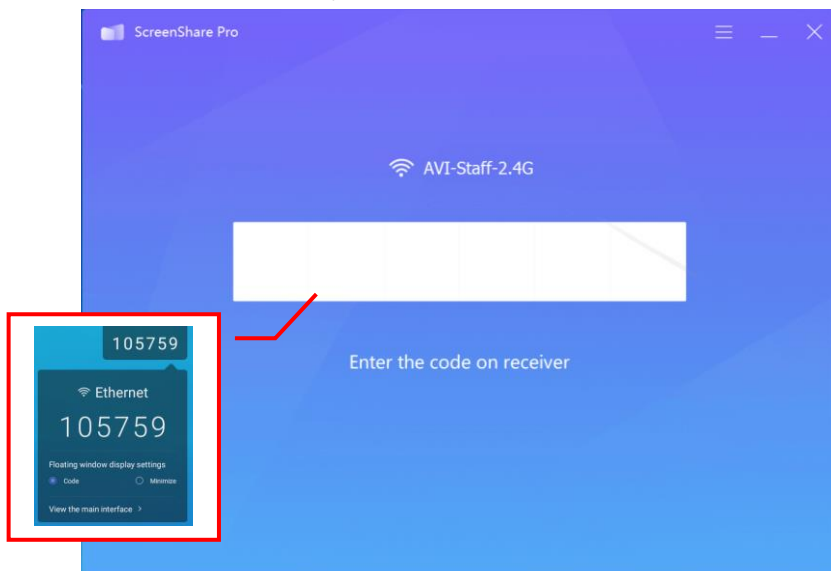 ScreenShare Pro
AVI-Staff-2.4G
105759
Ethernet
105759
Floating window display settings
Code Minimize
View the main interface >
Enter the code on receiver